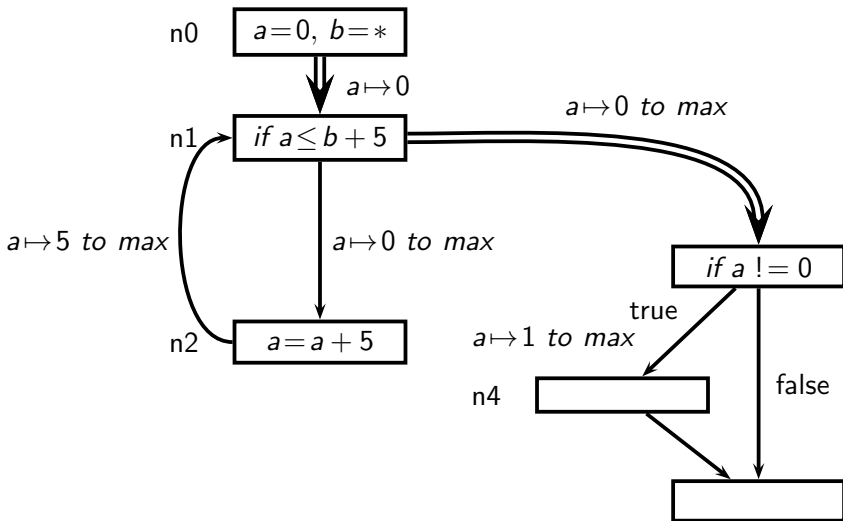 n0
a=0, b=*
a↦0
a↦0 to max
n1
if a≤b+5
a↦5 to max
a↦0 to max
if a != 0
true
n2
a=a+5
a↦1 to max
n4
false